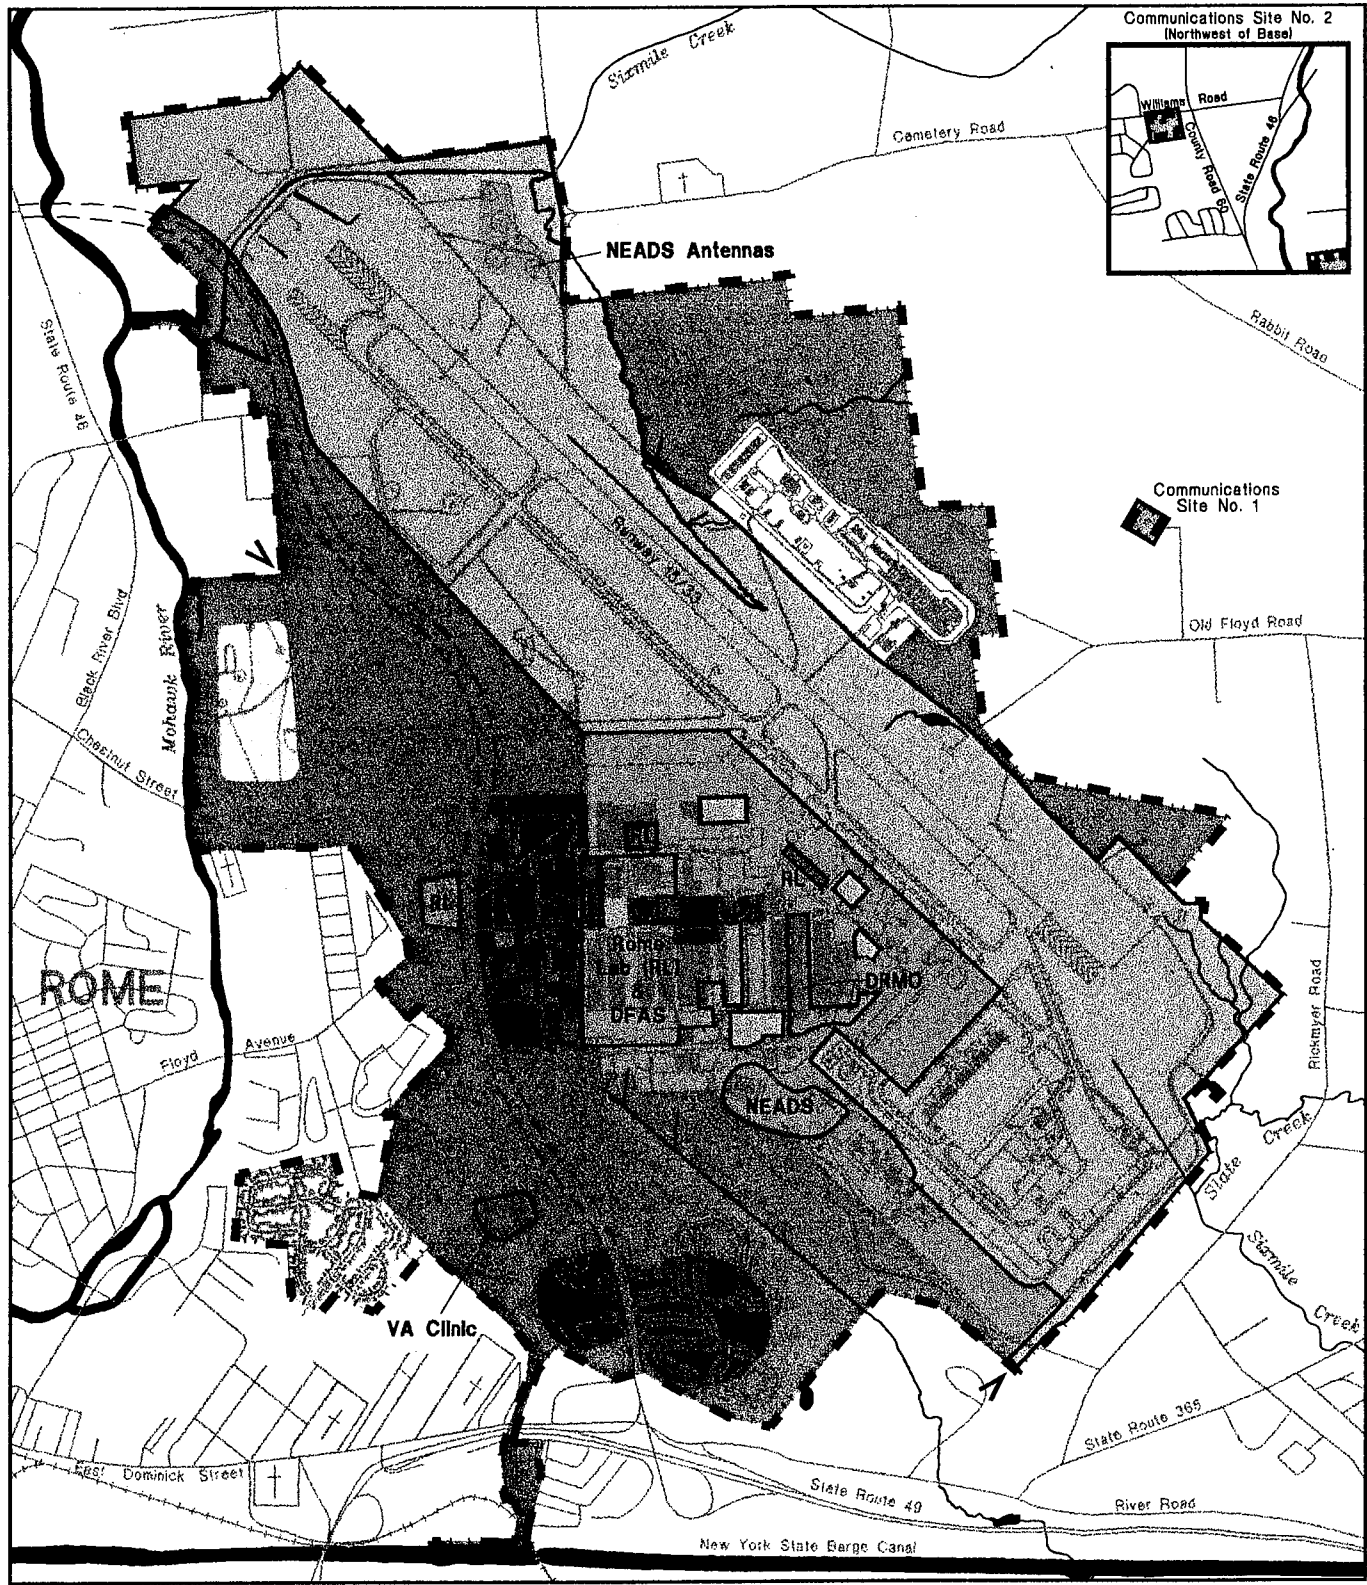 Communications Site No. 2
(Northwest of Base)
Williams Road
County Road 60
State Route 46
Sixmile Creek
Cemetery Road
NEADS Antennas
Rabbit Road
State Route 46
Communications
Site No. 1
Runway 15/33
Old Floyd Road
Black River Blvd
Mohawk River
Chestnut Street
RL
RL
Rome
Lab (RL)
&
DFAS
DRMO
ROME
Floyd Avenue
Rickmyer Road
NEADS
Slate Creek
Sixmile Creek
VA Clinic
State Route 365
East Dominick Street
State Route 49
River Road
New York State Barge Canal